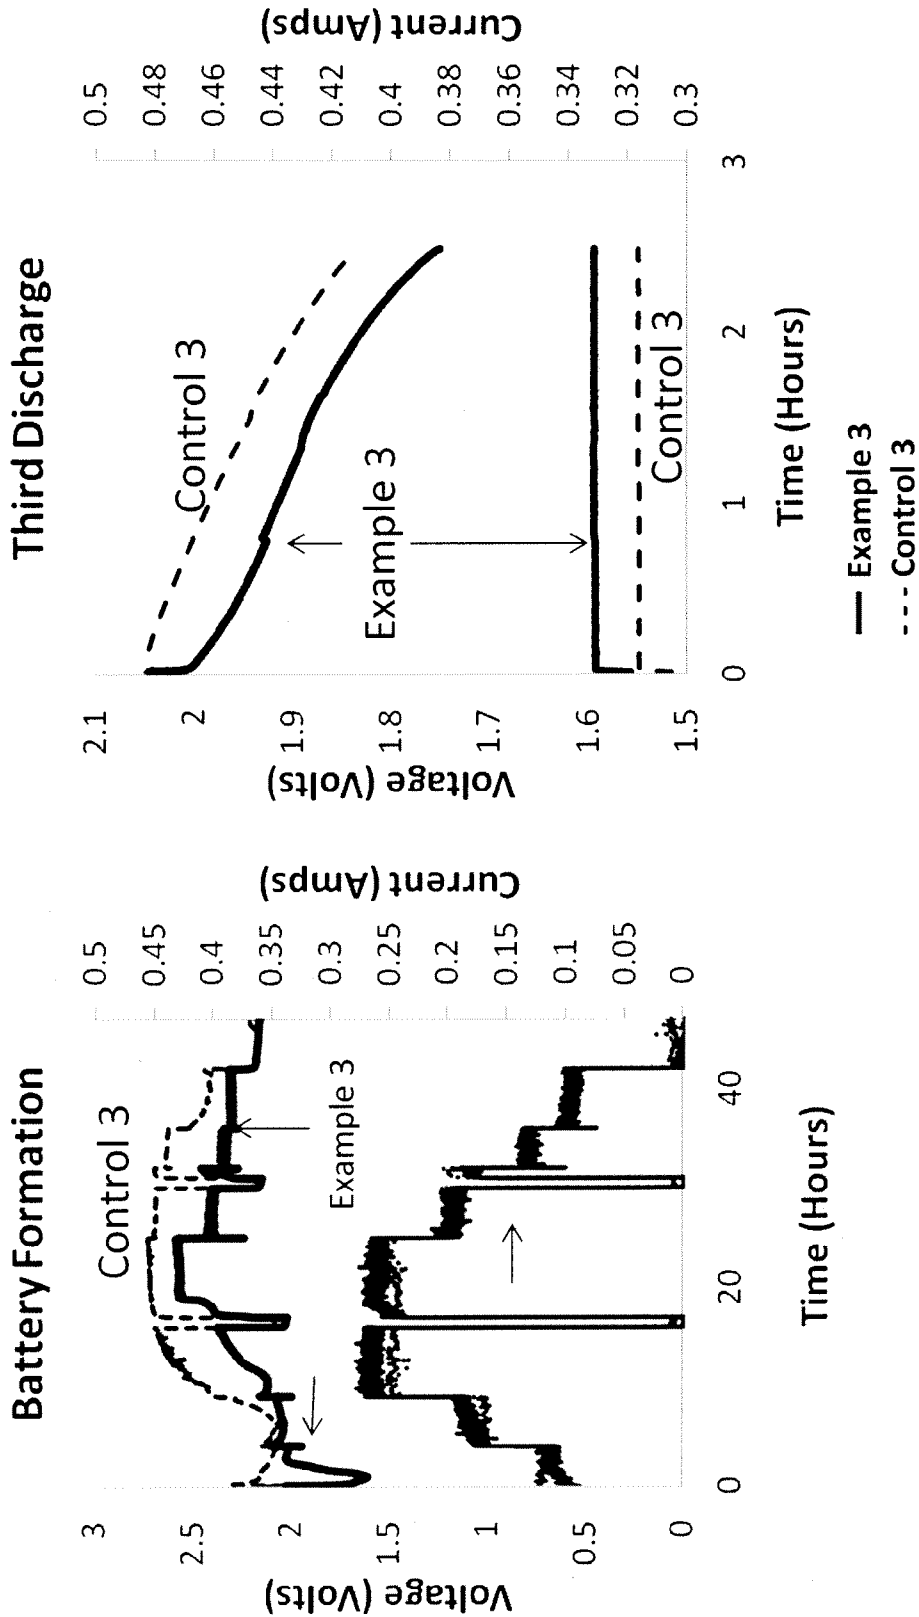 Battery Formation
Voltage (Volts)
3
2.5
2
1.5
1
0.5
0
Control 3
Example 3
0.5
0.45
0.4
0.35
0.3
0.25
0.2
0.15
0.1
0.05
0
Current (Amps)
0
20
40
Time (Hours)
Third Discharge
Voltage (Volts)
2.1
2
1.9
1.8
1.7
1.6
1.5
Control 3
Example 3
Control 3
0.5
0.48
0.46
0.44
0.42
0.4
0.38
0.36
0.34
0.32
0.3
Current (Amps)
0
1
2
3
Time (Hours)
Example 3
Control 3